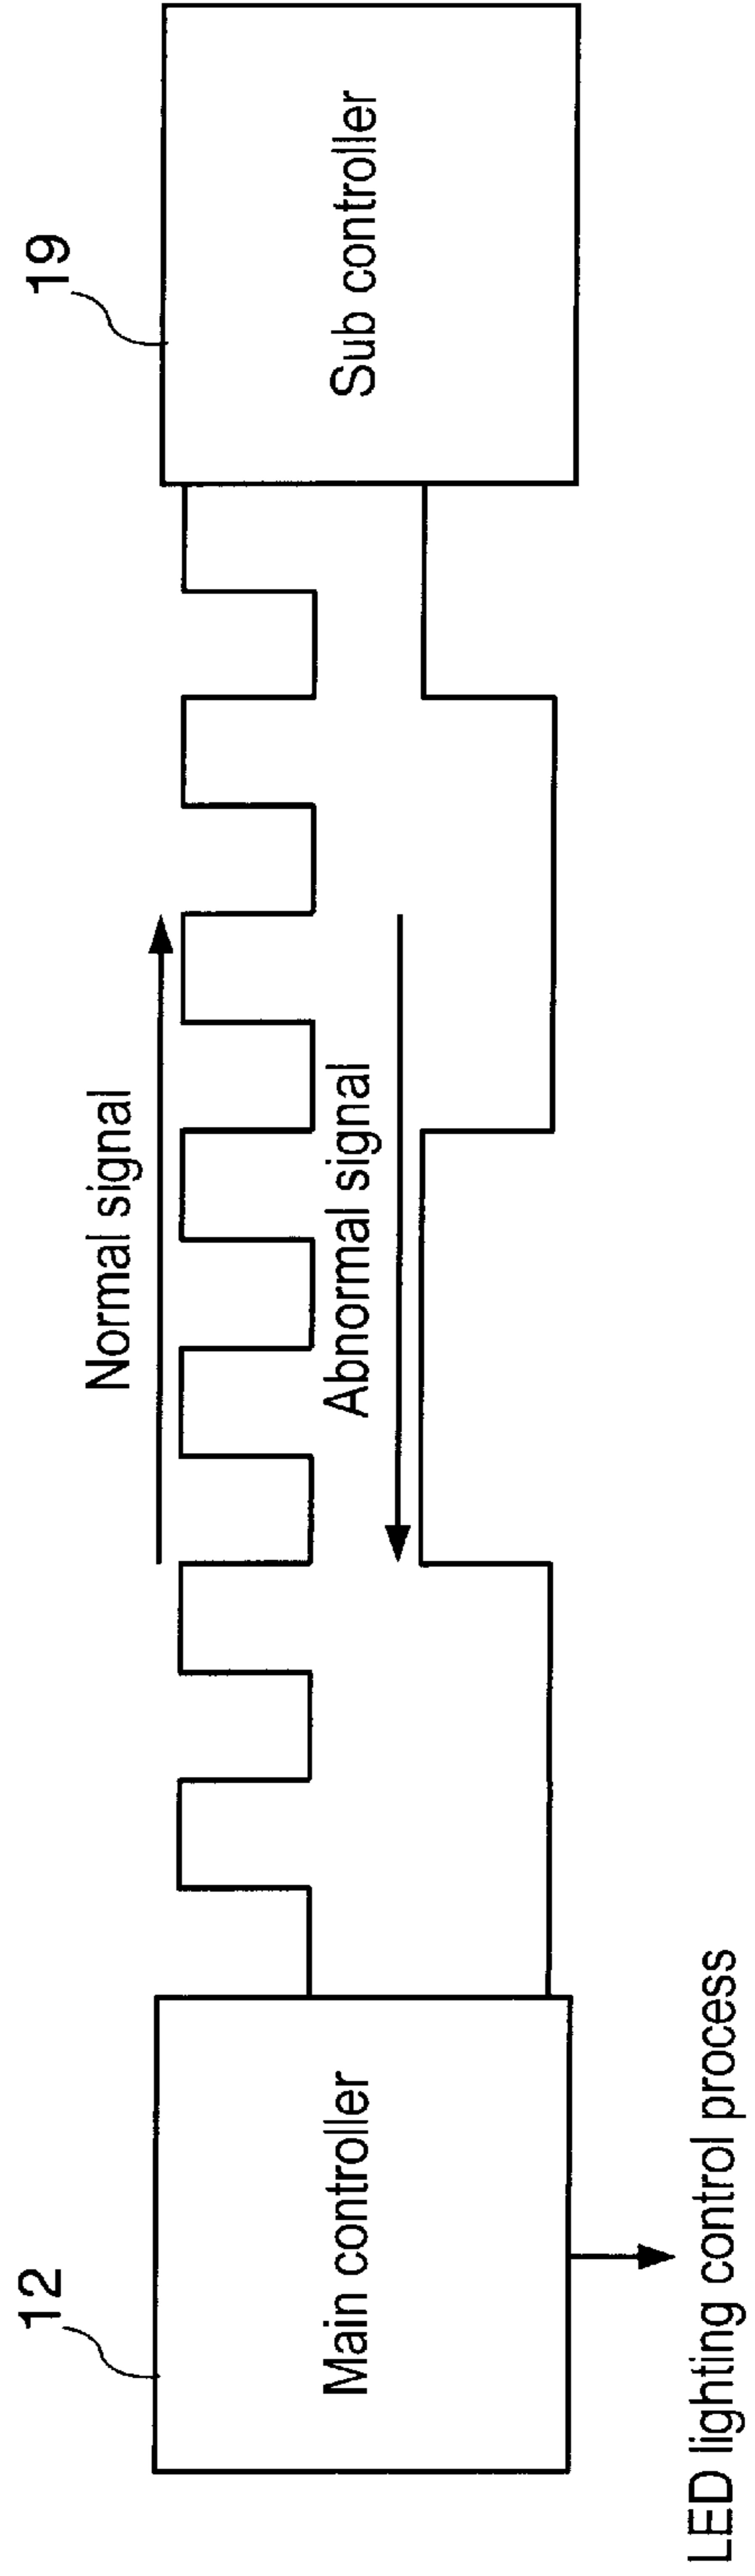 12
Main controller
Normal signal
Abnormal signal
19
Sub controller
LED lighting control process